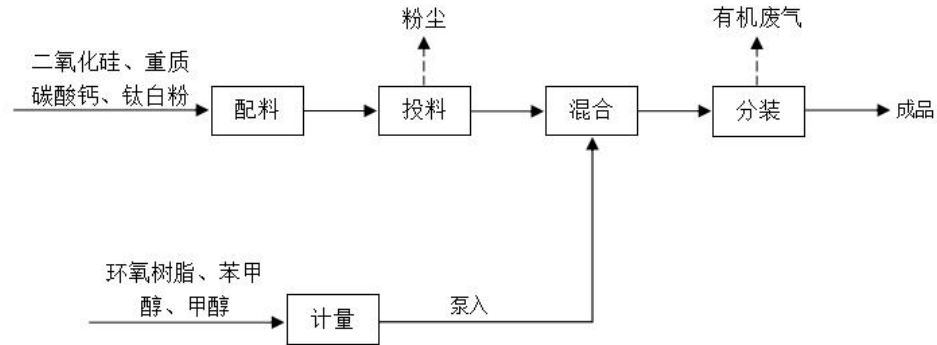 粉尘
有机废气
二氧化硅、重质
碳酸钙、钛白粉
配料
投料
混合
分装
成品
环氧树脂、苯甲
醇、甲醇
计量
泵入